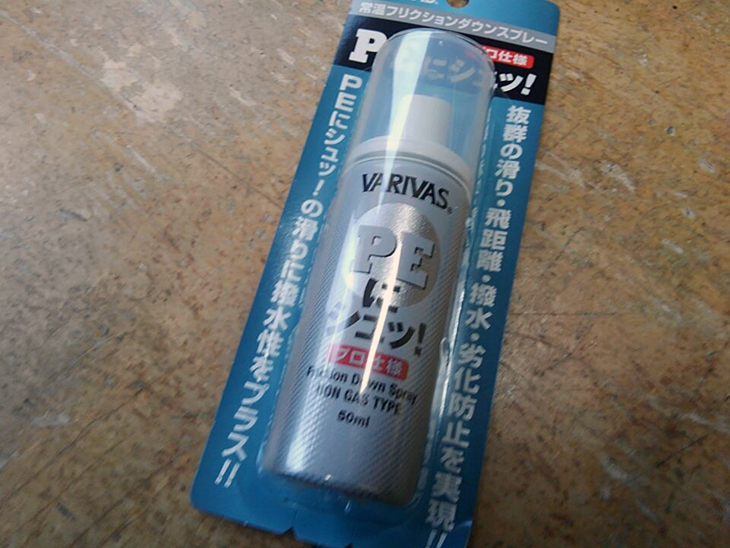 常温フリクションダウンスプレー
プロ仕様
PEにシュッ!
抜群の滑り・飛距離・撥水・劣化防止を実現!!
PEにシュッ!の滑りに撥水性をプラス!!
VARIVAS®
PE
に
シュッ!
プロ仕様
Friction Down Spray
NON GAS TYPE
50ml